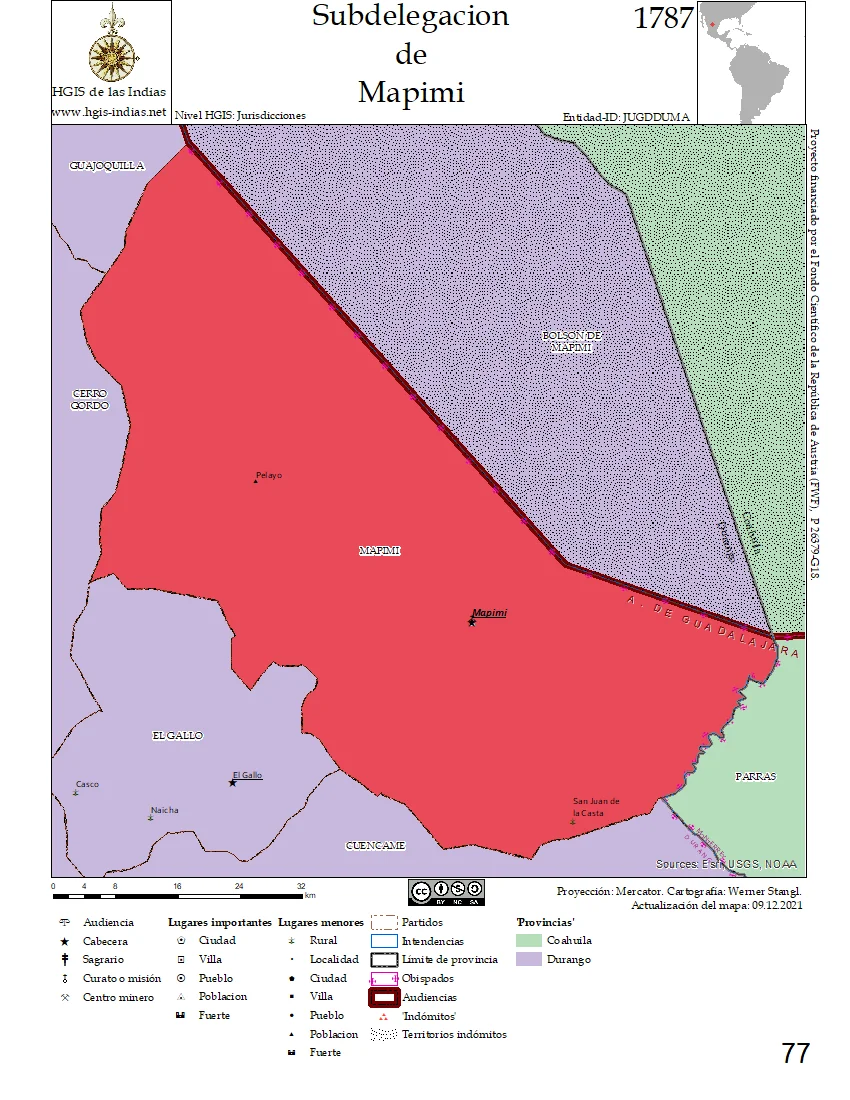 Subdelegacion
de
Mapimi
1787
HGIS de las Indias
www.hgis-indias.net
Nivel HGIS: Jurisdicciones
Entidad-ID: JUGDDUMA
Proyecto financiado por el Fondo Científico de la República de Austria (FWF), P 26379-G18.
GUAJOQUILLA
BOLSON DE
MAPIMI
CERRO
GORDO
Pelayo
Coahuila
Durango
MAPIMI
Mapimi
A. DE GUADALAJARA
EL GALLO
PARRAS
El Gallo
Casco
Naicha
San Juan de
la Casta
CUENCAME
Sources: Esri, USGS, NOAA
0 4 8 16 24 32
km
BY NC SA
Proyección: Mercator. Cartografía: Werner Stangl.
Actualización del mapa: 09.12.2021
Audiencia
Cabecera
Sagrario
Curato o misión
Centro minero
Lugares importantes
Ciudad
Villa
Pueblo
Poblacion
Fuerte
Lugares menores
Rural
Localidad
Ciudad
Villa
Pueblo
Poblacion
Fuerte
Partidos
Intendencias
Límite de provincia
Obispados
Audiencias
'Indómitos'
Territorios indómitos
'Provincias'
Coahuila
Durango
77